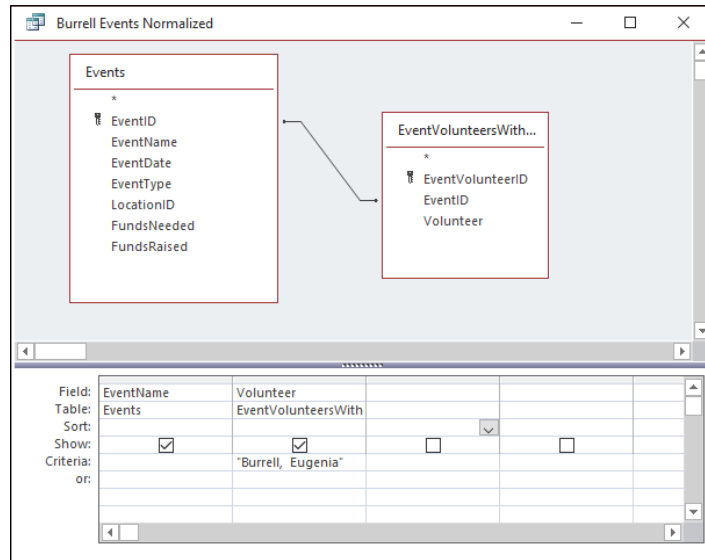 Burrell Events Normalized
Events
*
EventID
EventName
EventDate
EventType
LocationID
FundsNeeded
FundsRaised
EventVolunteersWith...
*
EventVolunteerID
EventID
Volunteer
Field: EventName Volunteer
Table: Events EventVolunteersWith
Sort:
Show:
Criteria: "Burrell, Eugenia"
or: